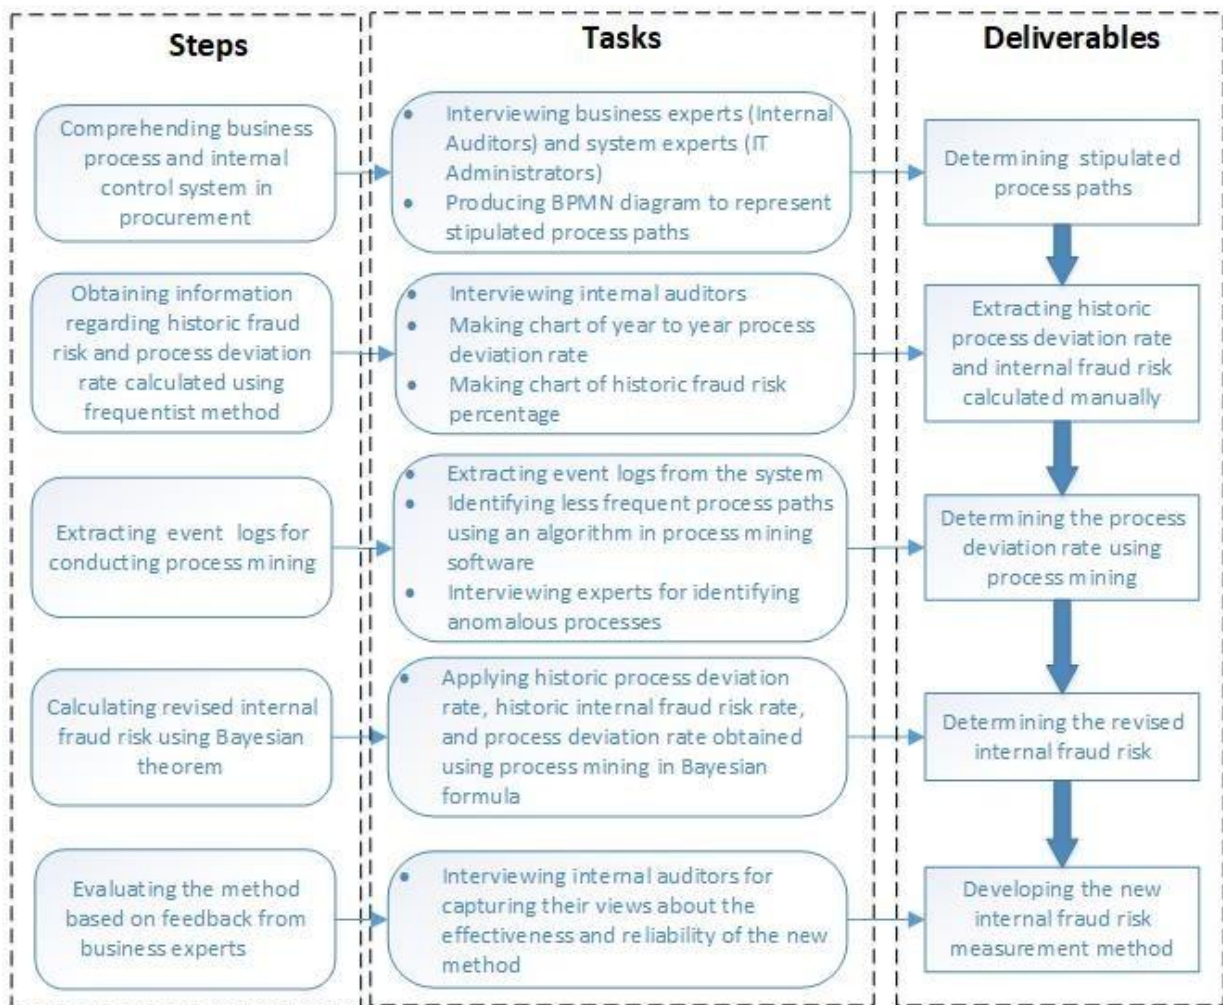 Steps
Tasks
Deliverables
Comprehending business
process and internal
control system in
procurement
• Interviewing business experts (Internal
Auditors) and system experts (IT
Administrators)
• Producing BPMN diagram to represent
stipulated process paths
Determining stipulated
process paths
Obtaining information
regarding historic fraud
risk and process deviation
rate calculated using
frequentist method
• Interviewing internal auditors
• Making chart of year to year process
deviation rate
• Making chart of historic fraud risk
percentage
Extracting historic
process deviation rate
and internal fraud risk
calculated manually
Extracting event logs for
conducting process mining
• Extracting event logs from the system
• Identifying less frequent process paths
using an algorithm in process mining
software
• Interviewing experts for identifying
anomalous processes
Determining the process
deviation rate using
process mining
Calculating revised internal
fraud risk using Bayesian
theorem
• Applying historic process deviation
rate, historic internal fraud risk rate,
and process deviation rate obtained
using process mining in Bayesian
formula
Determining the revised
internal fraud risk
Evaluating the method
based on feedback from
business experts
• Interviewing internal auditors for
capturing their views about the
effectiveness and reliability of the new
method
Developing the new
internal fraud risk
measurement method